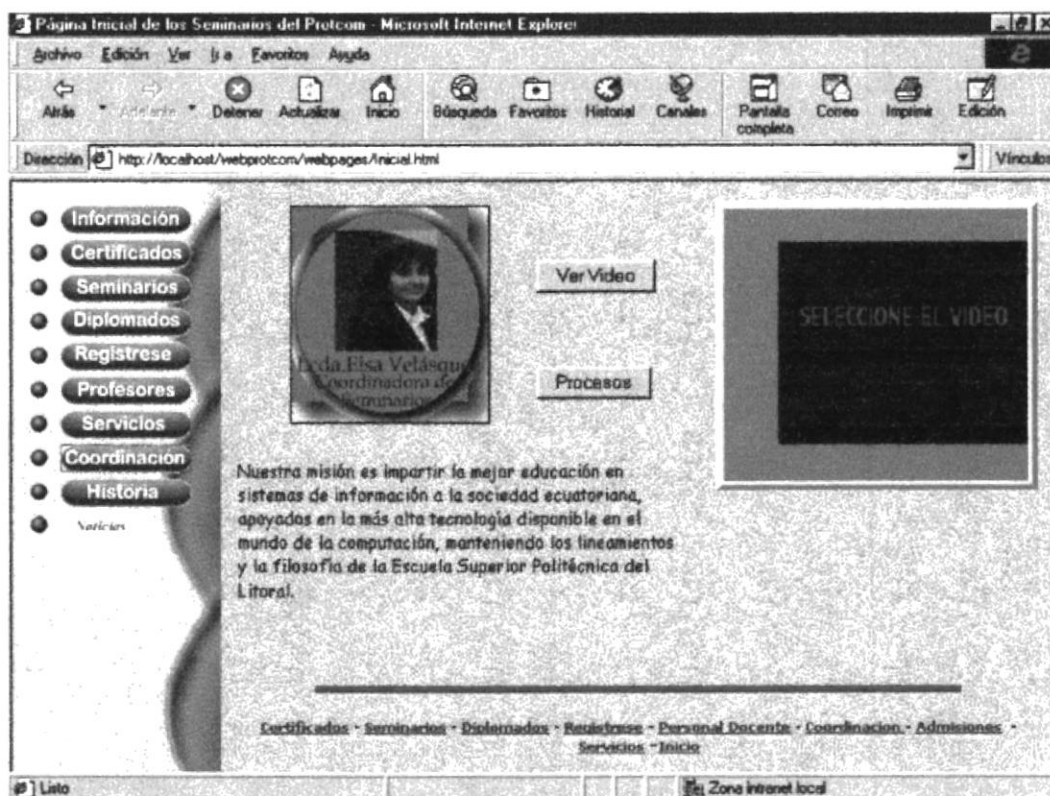 Página Inicial de los Seminarios del Protcom - Microsoft Internet Explorer
Archivo Edición Ver Ir a Favoritos Ayuda
Atrás Adelante Detener Actualizar Inicio Búsqueda Favoritos Historial Canales Pantalla completa Correo Imprimir Edición
Dirección http://localhost/webprotcom/webpages/Inicial.html Vínculos
Información
Certificados
Seminarios
Diplomados
Regístrese
Profesores
Servicios
Coordinación
Historia
Noticias
Lcda.Elsa Velásqu
Coordinadora de
Seminarios
Ver Video
Procesos
SELECCIONE EL VIDEO
Nuestra misión es impartir la mejor educación en
sistemas de información a la sociedad ecuatoriana,
apoyados en la más alta tecnología disponible en el
mundo de la computación, manteniendo los lineamientos
y la filosofía de la Escuela Superior Politécnica del
Litoral.
Certificados - Seminarios - Diplomados - Registrese - Personal Docente - Coordinacion - Admisiones -
Servicios - Inicio
Listo Zona intranet local